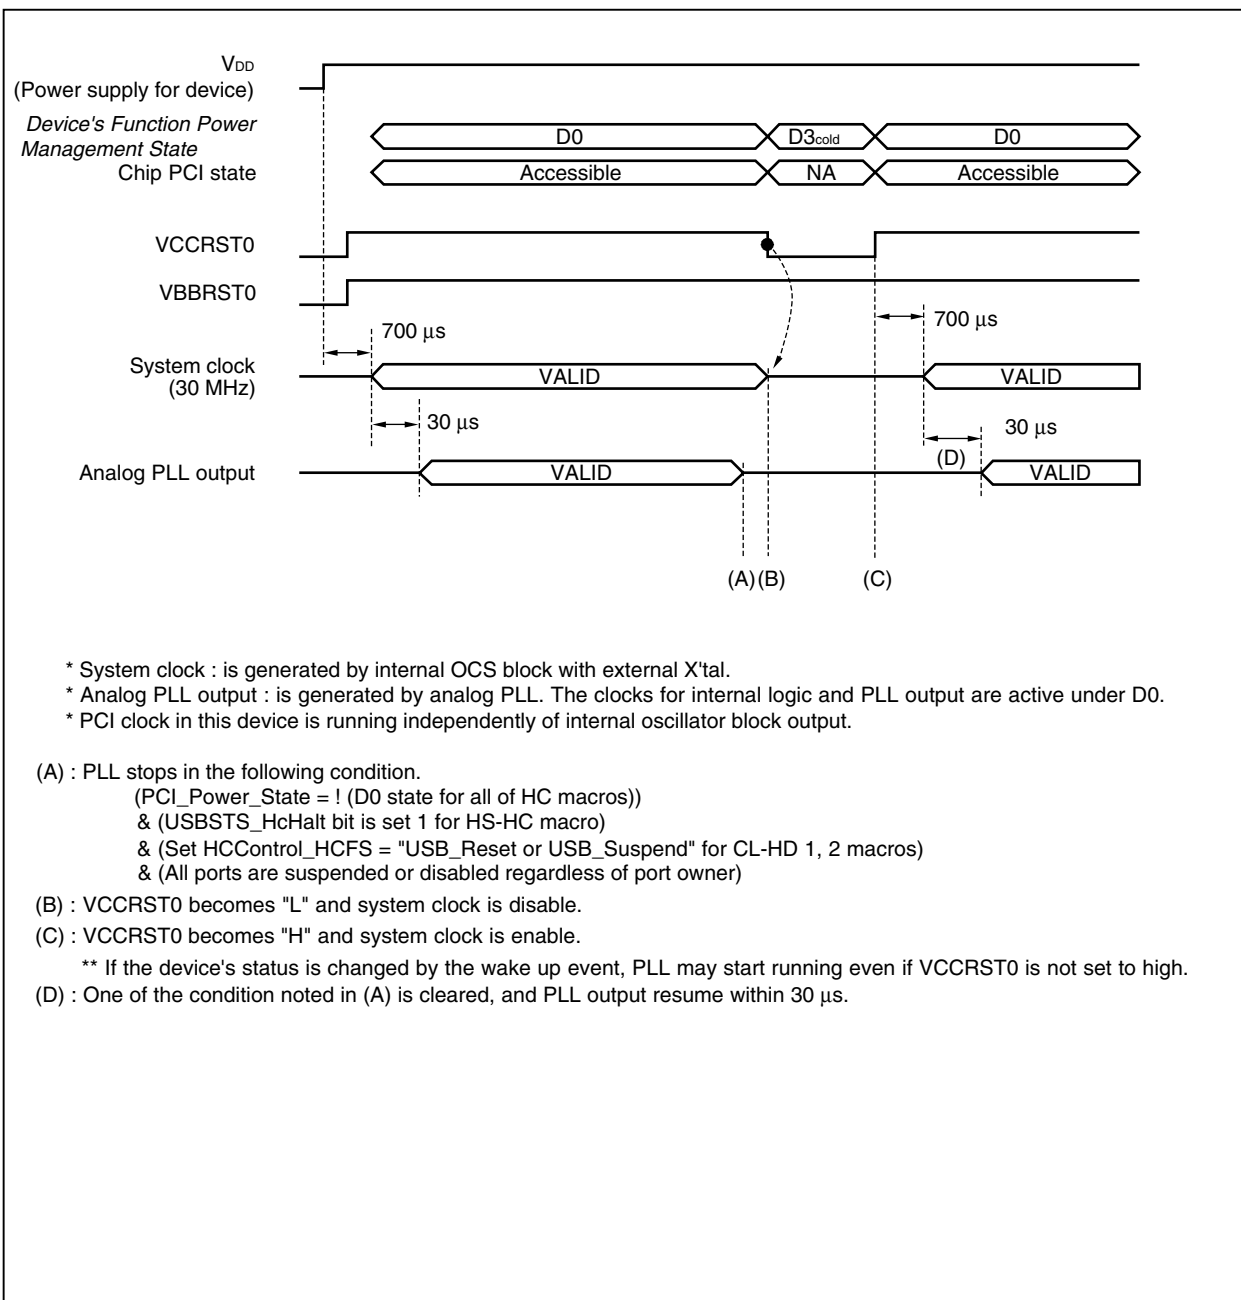 VDD
(Power supply for device)
Device's Function Power
Management State
D0
D3cold
D0
Chip PCI state
Accessible
NA
Accessible
VCCRST0
VBBRST0
700 μs
700 μs
System clock
(30 MHz)
VALID
VALID
30 μs
30 μs
(D)
Analog PLL output
VALID
VALID
(A) (B)
(C)
* System clock : is generated by internal OCS block with external X'tal.
* Analog PLL output : is generated by analog PLL. The clocks for internal logic and PLL output are active under D0.
* PCI clock in this device is running independently of internal oscillator block output.
(A) : PLL stops in the following condition.
(PCI_Power_State = ! (D0 state for all of HC macros))
& (USBSTS_HcHalt bit is set 1 for HS-HC macro)
& (Set HCControl_HCFS = "USB_Reset or USB_Suspend" for CL-HD 1, 2 macros)
& (All ports are suspended or disabled regardless of port owner)
(B) : VCCRST0 becomes "L" and system clock is disable.
(C) : VCCRST0 becomes "H" and system clock is enable.
** If the device's status is changed by the wake up event, PLL may start running even if VCCRST0 is not set to high.
(D) : One of the condition noted in (A) is cleared, and PLL output resume within 30 μs.